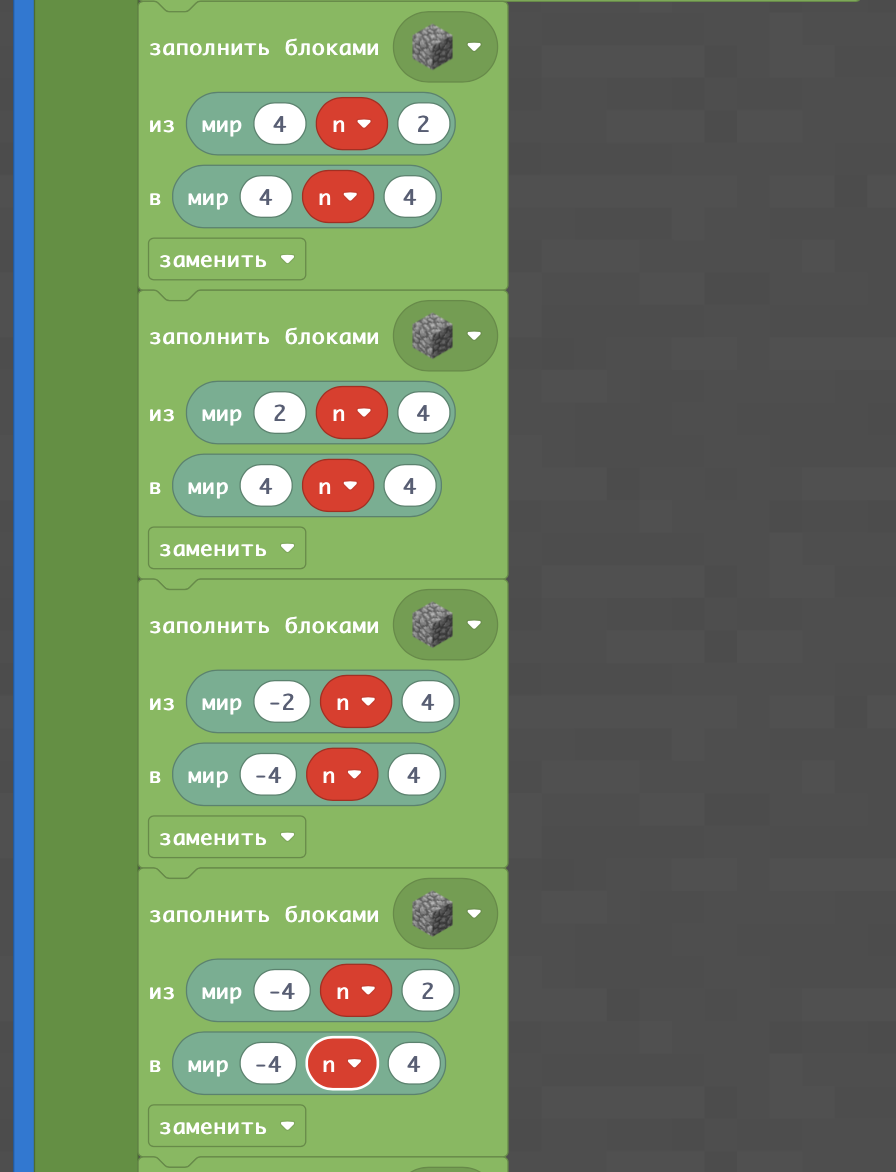 заполнить блоками
из мир 4 n 2
в мир 4 n 4
заменить
заполнить блоками
из мир 2 n 4
в мир 4 n 4
заменить
заполнить блоками
из мир -2 n 4
в мир -4 n 4
заменить
заполнить блоками
из мир -4 n 2
в мир -4 n 4
заменить